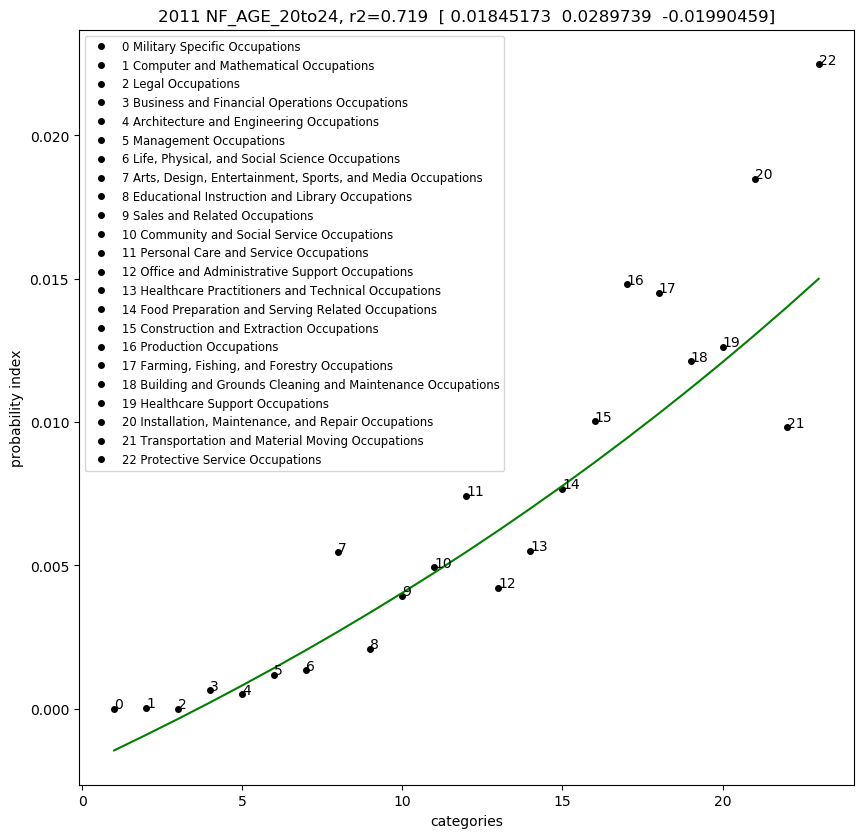 2011 NF_AGE_20to24, r2=0.719 [ 0.01845173 0.0289739 -0.01990459]
0 Military Specific Occupations
1 Computer and Mathematical Occupations
2 Legal Occupations
3 Business and Financial Operations Occupations
4 Architecture and Engineering Occupations
5 Management Occupations
6 Life, Physical, and Social Science Occupations
7 Arts, Design, Entertainment, Sports, and Media Occupations
8 Educational Instruction and Library Occupations
9 Sales and Related Occupations
10 Community and Social Service Occupations
11 Personal Care and Service Occupations
12 Office and Administrative Support Occupations
13 Healthcare Practitioners and Technical Occupations
14 Food Preparation and Serving Related Occupations
15 Construction and Extraction Occupations
16 Production Occupations
17 Farming, Fishing, and Forestry Occupations
18 Building and Grounds Cleaning and Maintenance Occupations
19 Healthcare Support Occupations
20 Installation, Maintenance, and Repair Occupations
21 Transportation and Material Moving Occupations
22 Protective Service Occupations
probability index
0.020
0.015
0.010
0.005
0.000
0
1
2
3
4
5
6
7
8
9
10
11
12
13
14
15
16
17
18
19
20
21
22
0
5
10
15
20
categories